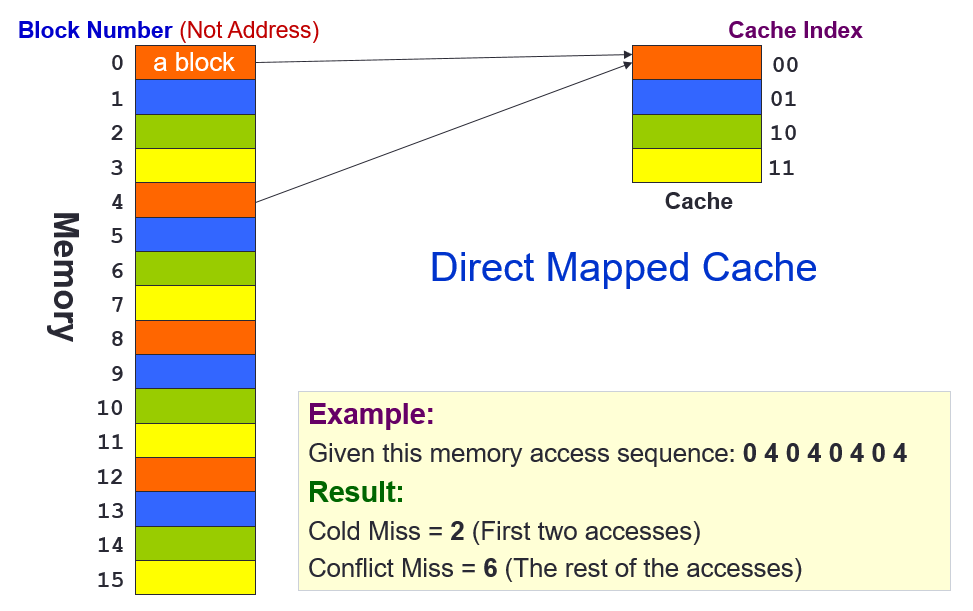 Block Number (Not Address)
Cache Index
0
a block
00
1
01
2
10
3
11
4
Cache
5
6
7
Memory
Direct Mapped Cache
8
9
10
11
12
13
14
15
Example:
Given this memory access sequence: 0 4 0 4 0 4 0 4
Result:
Cold Miss = 2 (First two accesses)
Conflict Miss = 6 (The rest of the accesses)